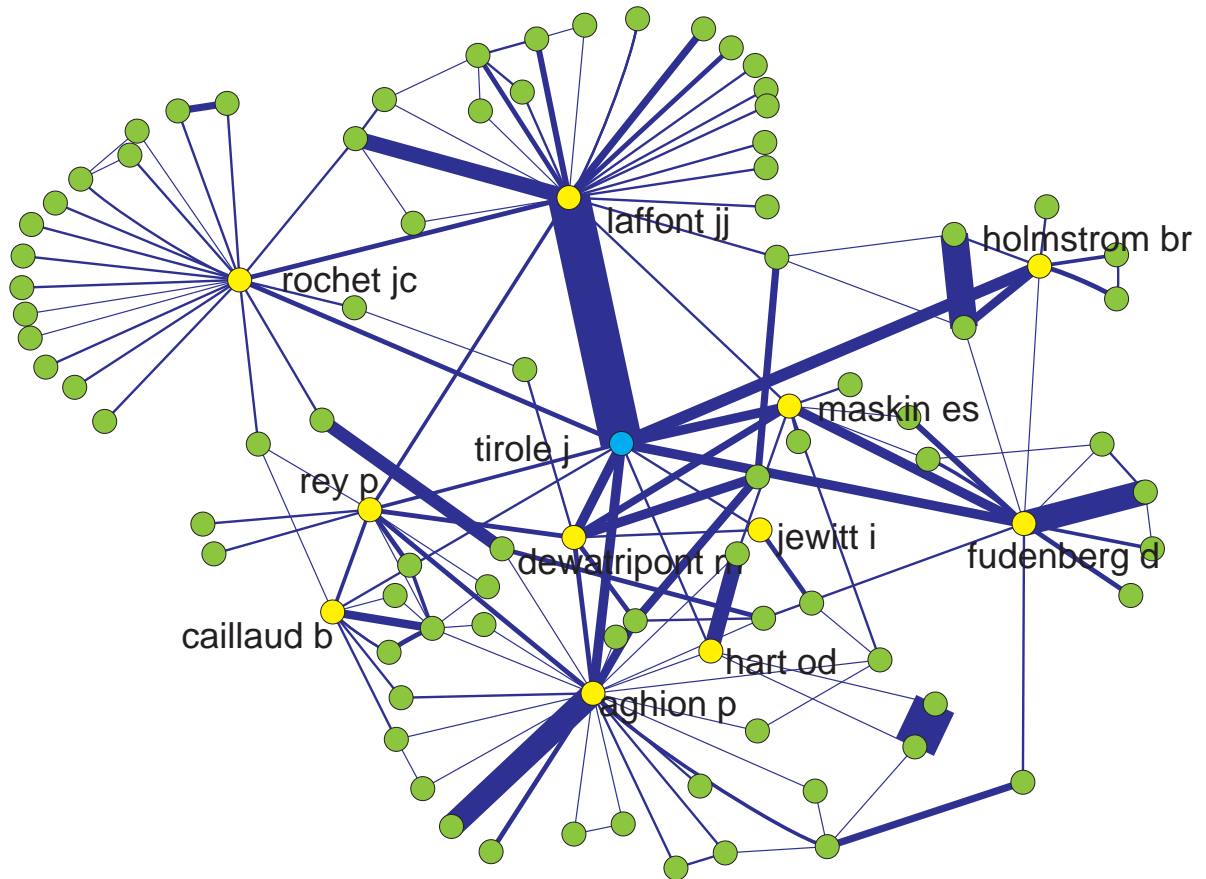 laffont jj
holmstrom br
rochet jc
maskin es
tirole j
rey p
jewitt i
dewatripont m
fudenberg d
caillaud b
hart od
aghion p